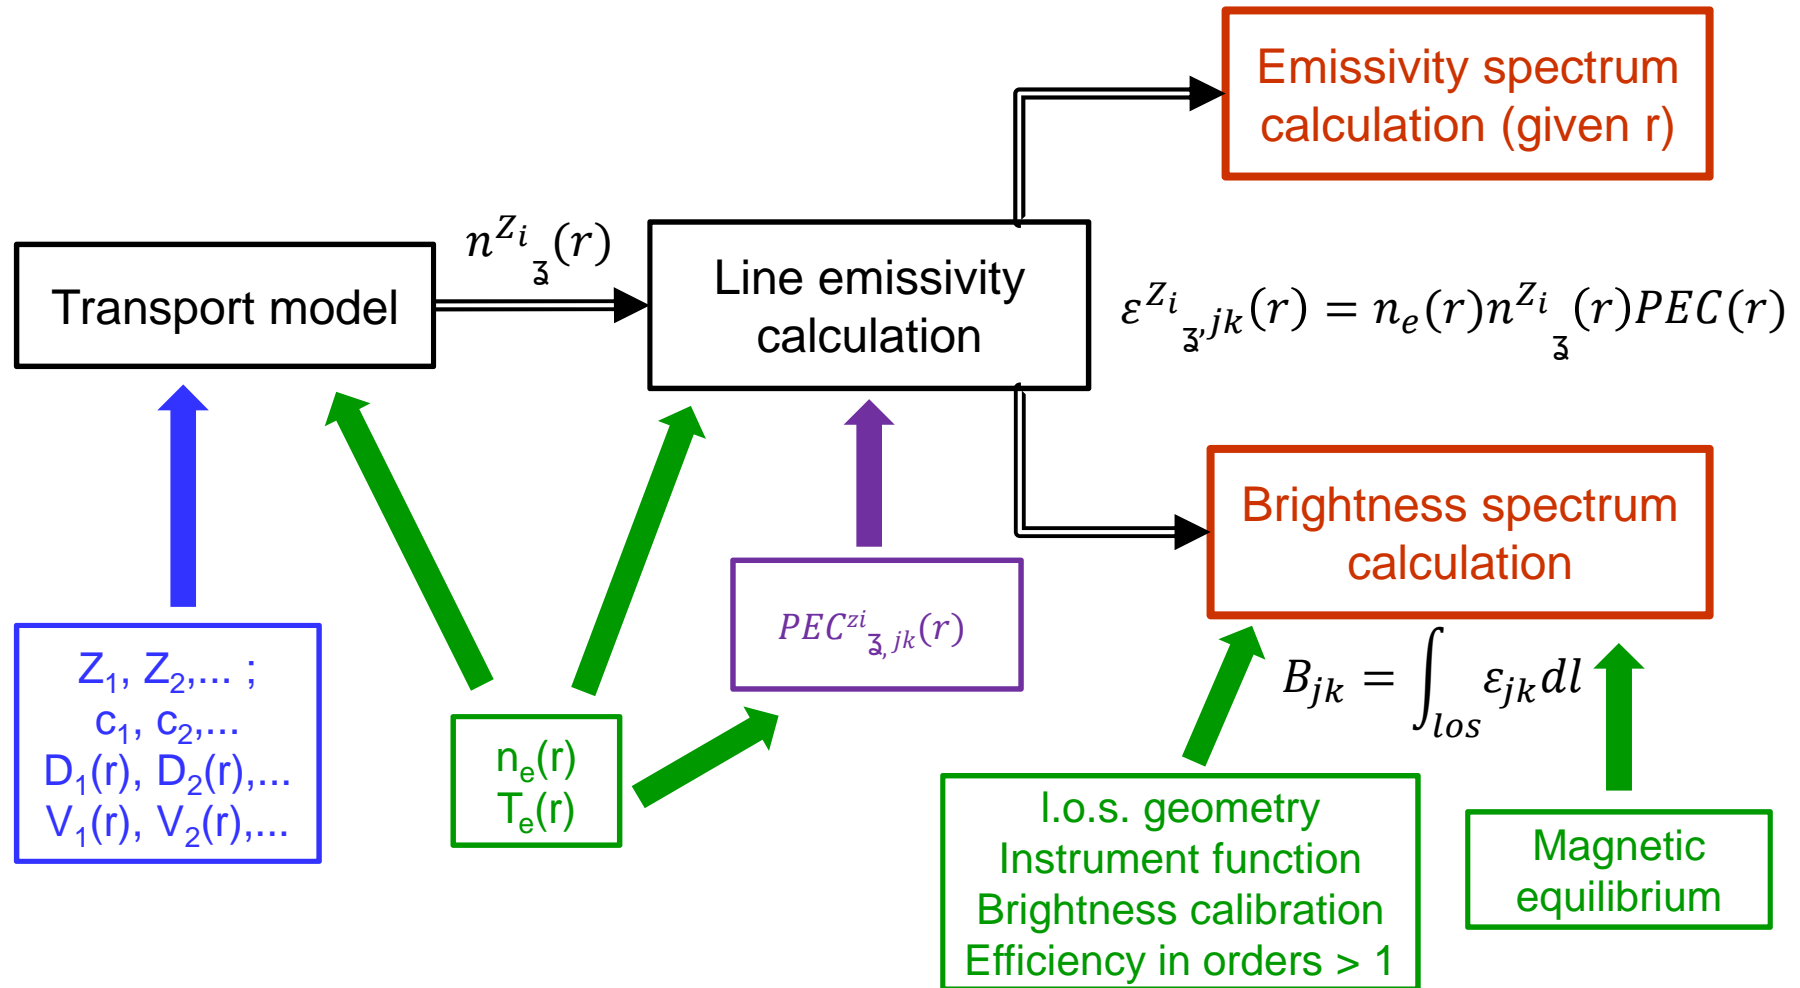 Emissivity spectrum
calculation (given r)
Transport model
n^{Z_i}_ʓ(r)
Line emissivity
calculation
ε^{Z_i}_{ʓ,jk}(r) = n_e(r)n^{Z_i}_ʓ(r)PEC(r)
Brightness spectrum
calculation
B_{jk} = ∫_{los} ε_{jk}dl
PEC^{zi}_{ʓ,jk}(r)
Z₁, Z₂,... ;
c₁, c₂,...
D₁(r), D₂(r),...
V₁(r), V₂(r),...
nₑ(r)
Tₑ(r)
l.o.s. geometry
Instrument function
Brightness calibration
Efficiency in orders > 1
Magnetic
equilibrium